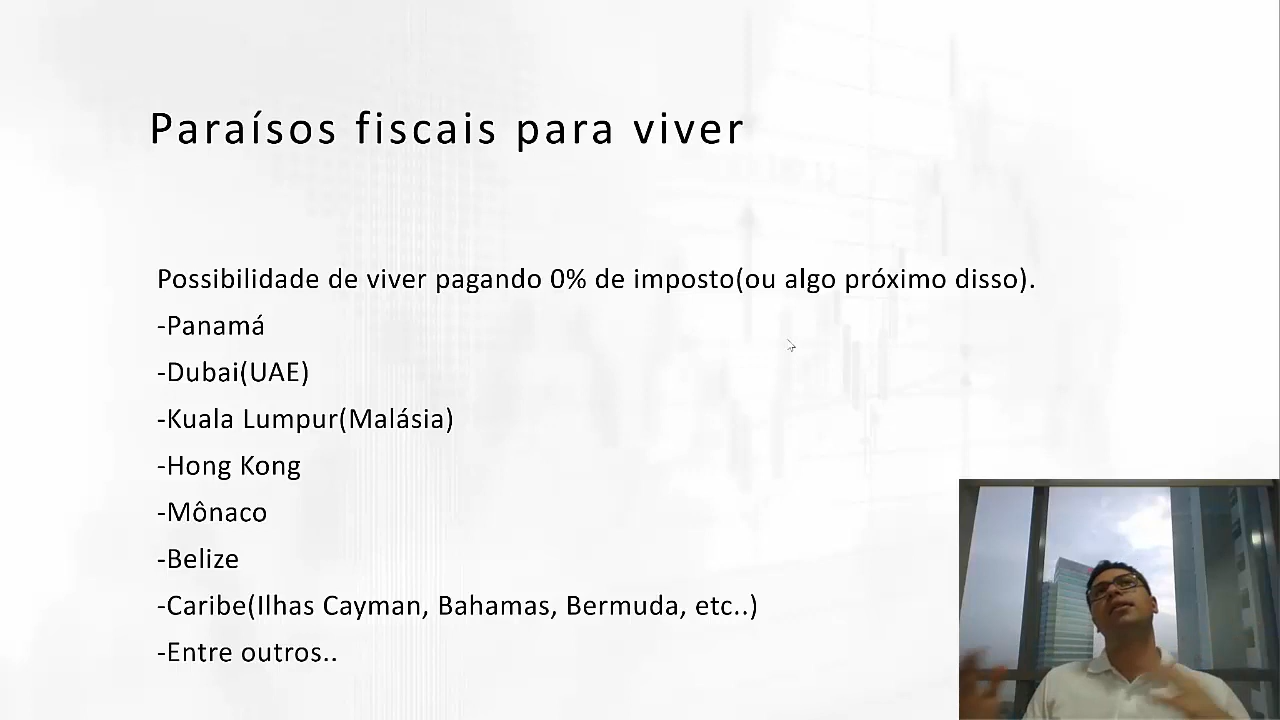 Paraísos fiscais para viver
Possibilidade de viver pagando 0% de imposto(ou algo próximo disso).
-Panamá
-Dubai(UAE)
-Kuala Lumpur(Malásia)
-Hong Kong
-Mônaco
-Belize
-Caribe(Ilhas Cayman, Bahamas, Bermuda, etc..)
-Entre outros..